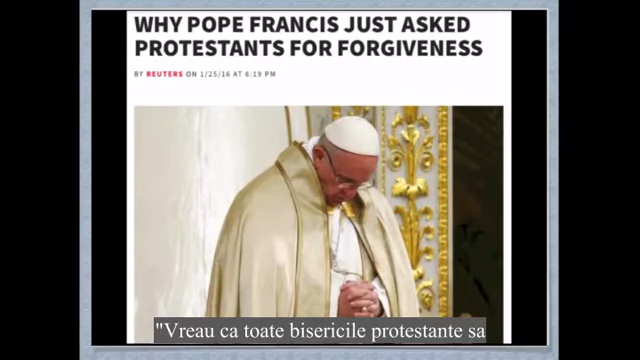 WHY POPE FRANCIS JUST ASKED
PROTESTANTS FOR FORGIVENESS
BY REUTERS ON 1/25/16 AT 6:19 PM
"Vreau ca toate bisericile protestante sa